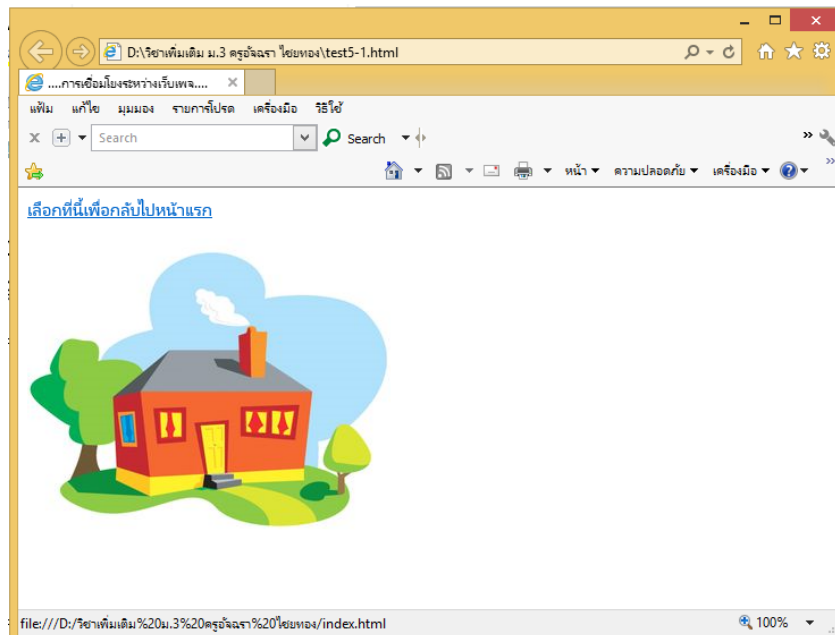 D:\วิชาเพิ่มเติม ม.3 ครูอัจฉรา ไชยทอง\test5-1.html
....การเชื่อมโยงระหว่างเว็บเพจ....
แฟ้ม แก้ไข มุมมอง รายการโปรด เครื่องมือ วิธีใช้
Search Search
หน้า ความปลอดภัย เครื่องมือ
เลือกที่นี้เพื่อกลับไปหน้าแรก
file:///D:/วิชาเพิ่มเติม%20ม.3%20ครูอัจฉรา%20ไชยทอง/index.html 100%